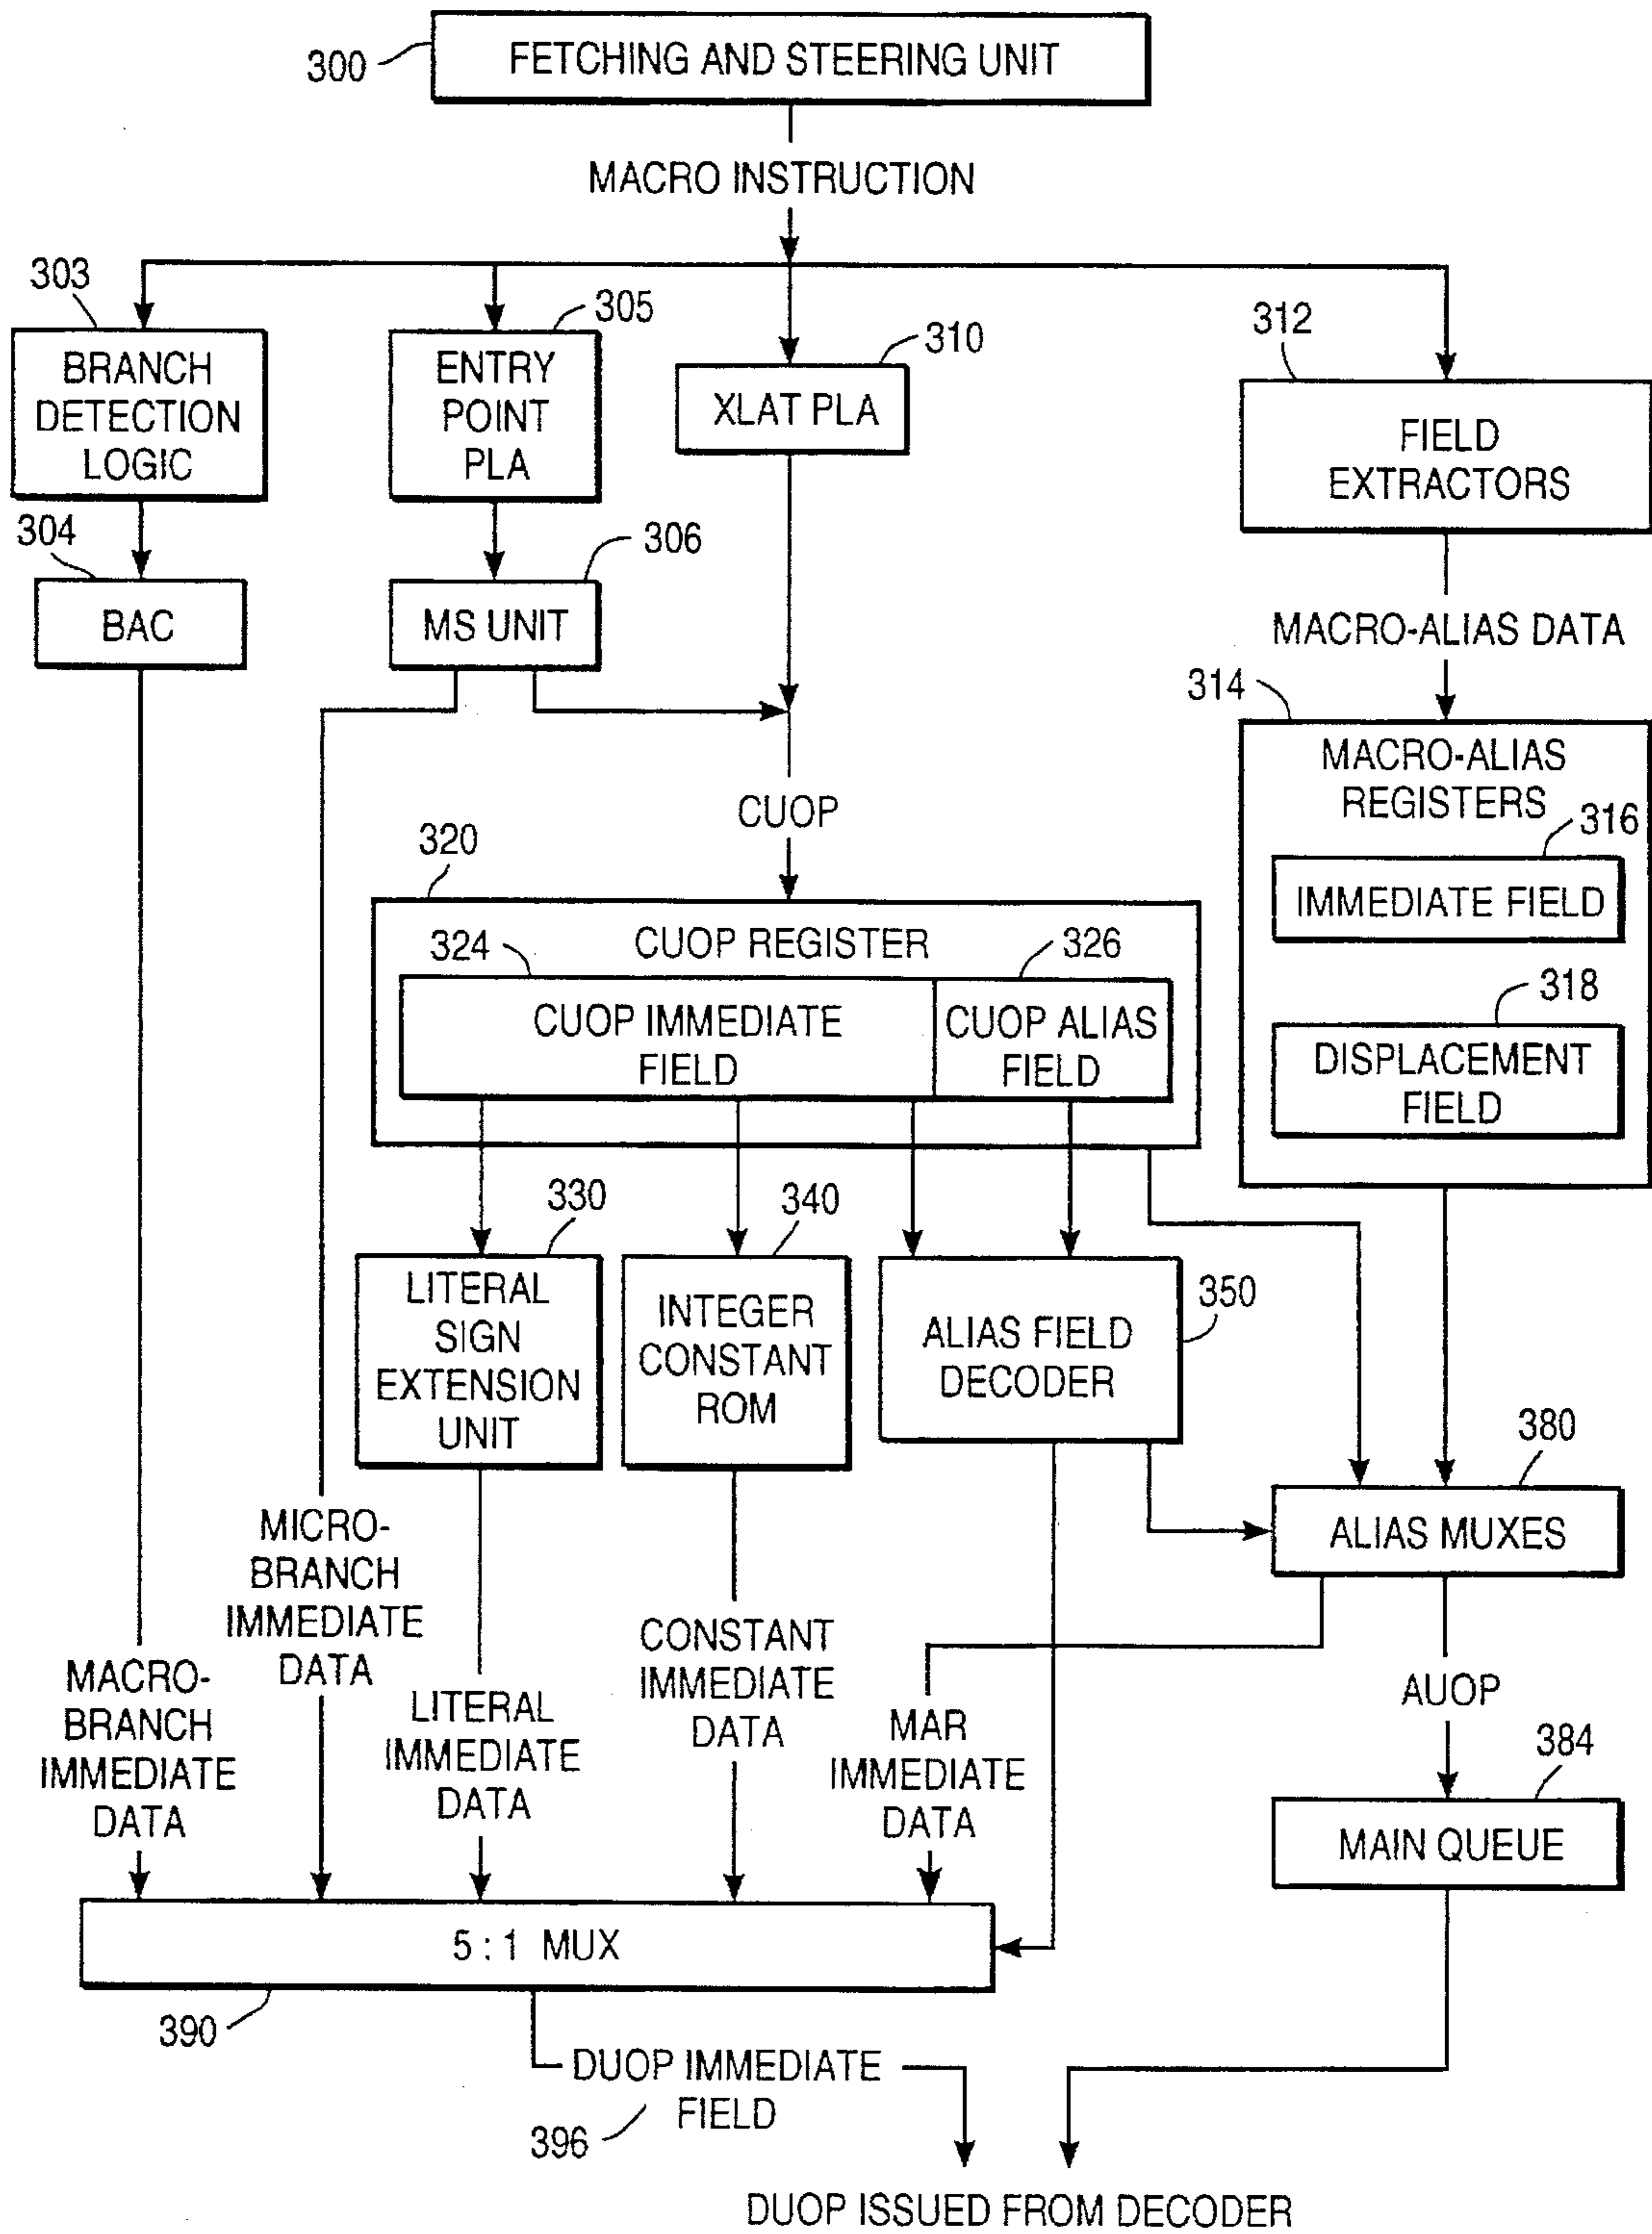 300
FETCHING AND STEERING UNIT
MACRO INSTRUCTION
303
BRANCH
DETECTION
LOGIC
305
ENTRY
POINT
PLA
310
XLAT PLA
312
FIELD
EXTRACTORS
304
BAC
306
MS UNIT
MACRO-ALIAS DATA
314
MACRO-ALIAS
REGISTERS
316
IMMEDIATE FIELD
318
DISPLACEMENT
FIELD
CUOP
320
CUOP REGISTER
324
326
CUOP IMMEDIATE
FIELD
CUOP ALIAS
FIELD
330
LITERAL
SIGN
EXTENSION
UNIT
340
INTEGER
CONSTANT
ROM
350
ALIAS FIELD
DECODER
380
ALIAS MUXES
MACRO-
BRANCH
IMMEDIATE
DATA
MICRO-
BRANCH
IMMEDIATE
DATA
LITERAL
IMMEDIATE
DATA
CONSTANT
IMMEDIATE
DATA
MAR
IMMEDIATE
DATA
AUOP
384
MAIN QUEUE
5 : 1 MUX
390
DUOP IMMEDIATE
FIELD
396
DUOP ISSUED FROM DECODER